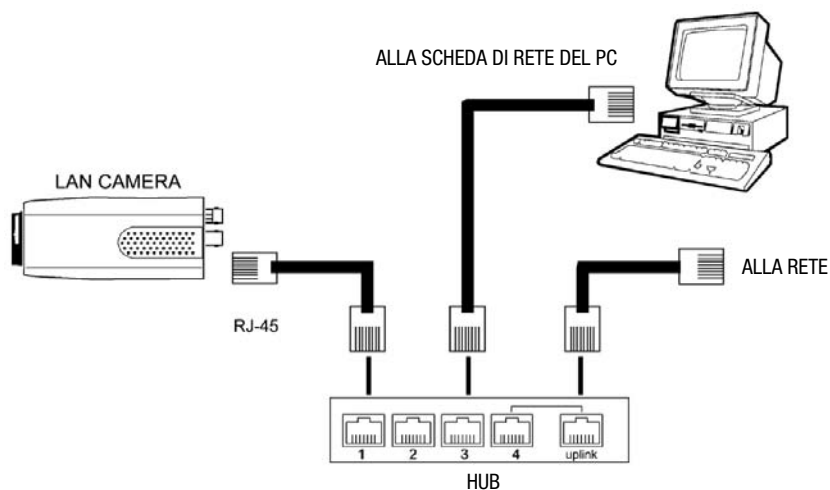 ALLA SCHEDA DI RETE DEL PC
LAN CAMERA
ALLA RETE
RJ-45
1 2 3 4 uplink
HUB